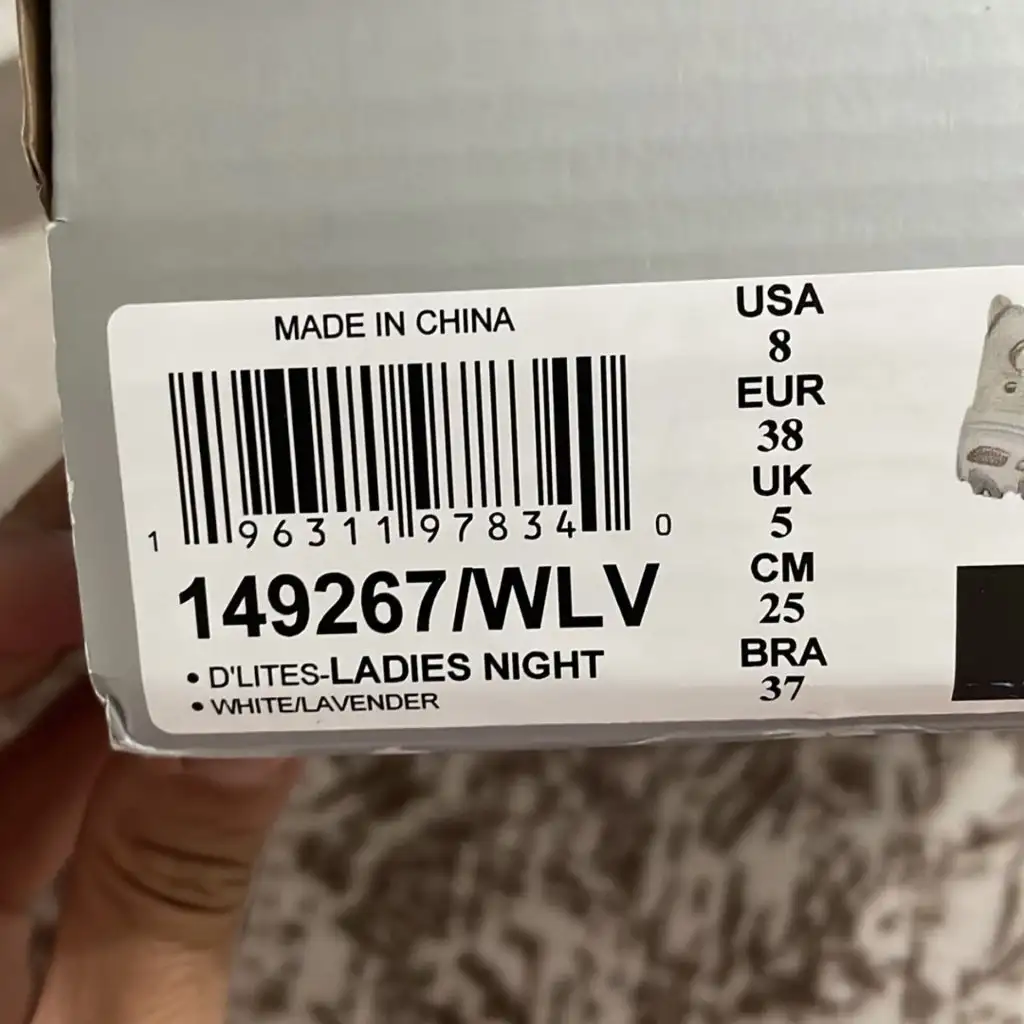 MADE IN CHINA
1 96311 97834 0
149267/WLV
• D'LITES-LADIES NIGHT
• WHITE/LAVENDER
USA
8
EUR
38
UK
5
CM
25
BRA
37